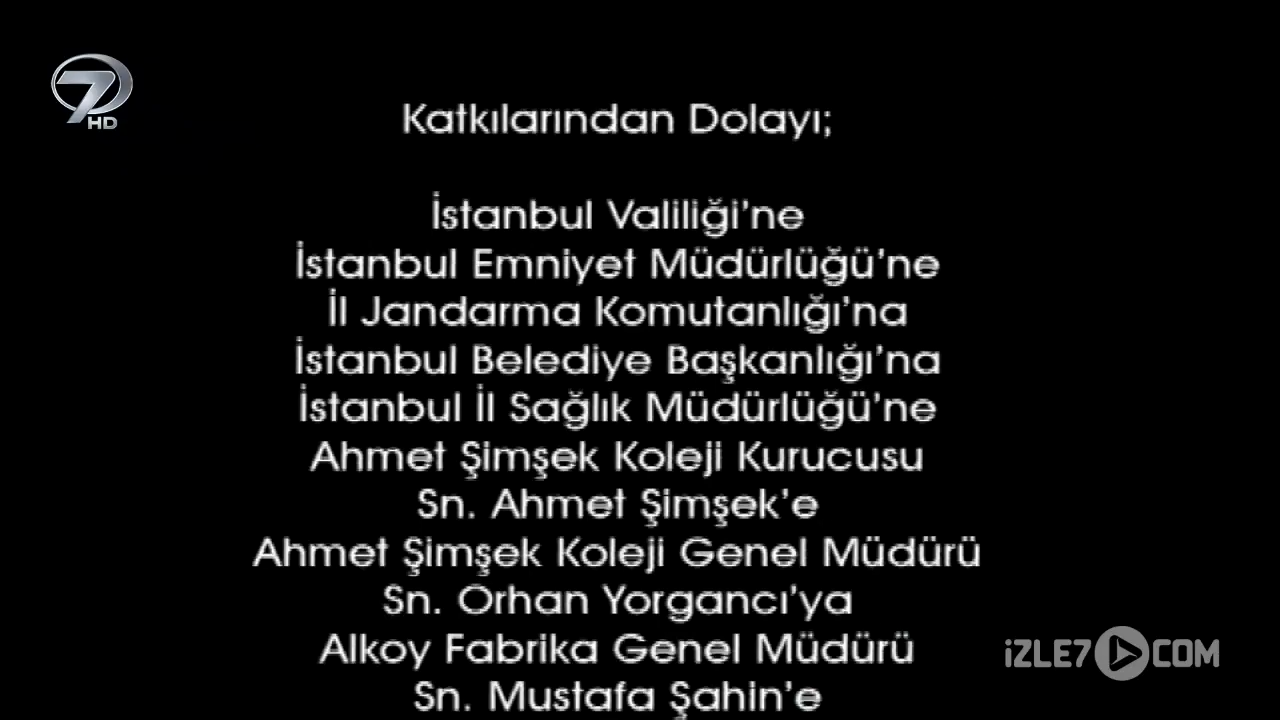 7
HD
Katkılarından Dolayı;
İstanbul Valiliği'ne
İstanbul Emniyet Müdürlüğü'ne
İl Jandarma Komutanlığı'na
İstanbul Belediye Başkanlığı'na
İstanbul İl Sağlık Müdürlüğü'ne
Ahmet Şimşek Koleji Kurucusu
Sn. Ahmet Şimşek'e
Ahmet Şimşek Koleji Genel Müdürü
Sn. Orhan Yorgancı'ya
Alkoy Fabrika Genel Müdürü
Sn. Mustafa Şahin'e
iZLE7 COM